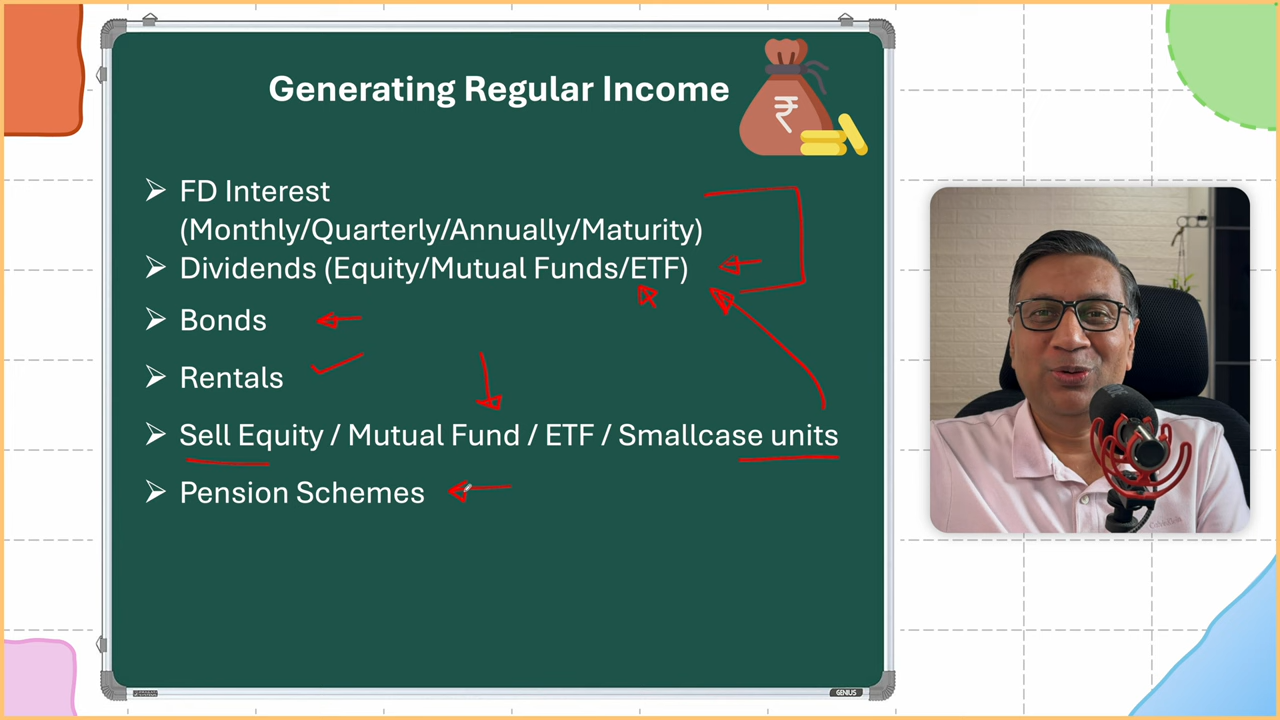 Generating Regular Income
₹
➢ FD Interest
(Monthly/Quarterly/Annually/Maturity)
➢ Dividends (Equity/Mutual Funds/ETF)
➢ Bonds
➢ Rentals
➢ Sell Equity / Mutual Fund / ETF / Smallcase units
➢ Pension Schemes
GENIUS